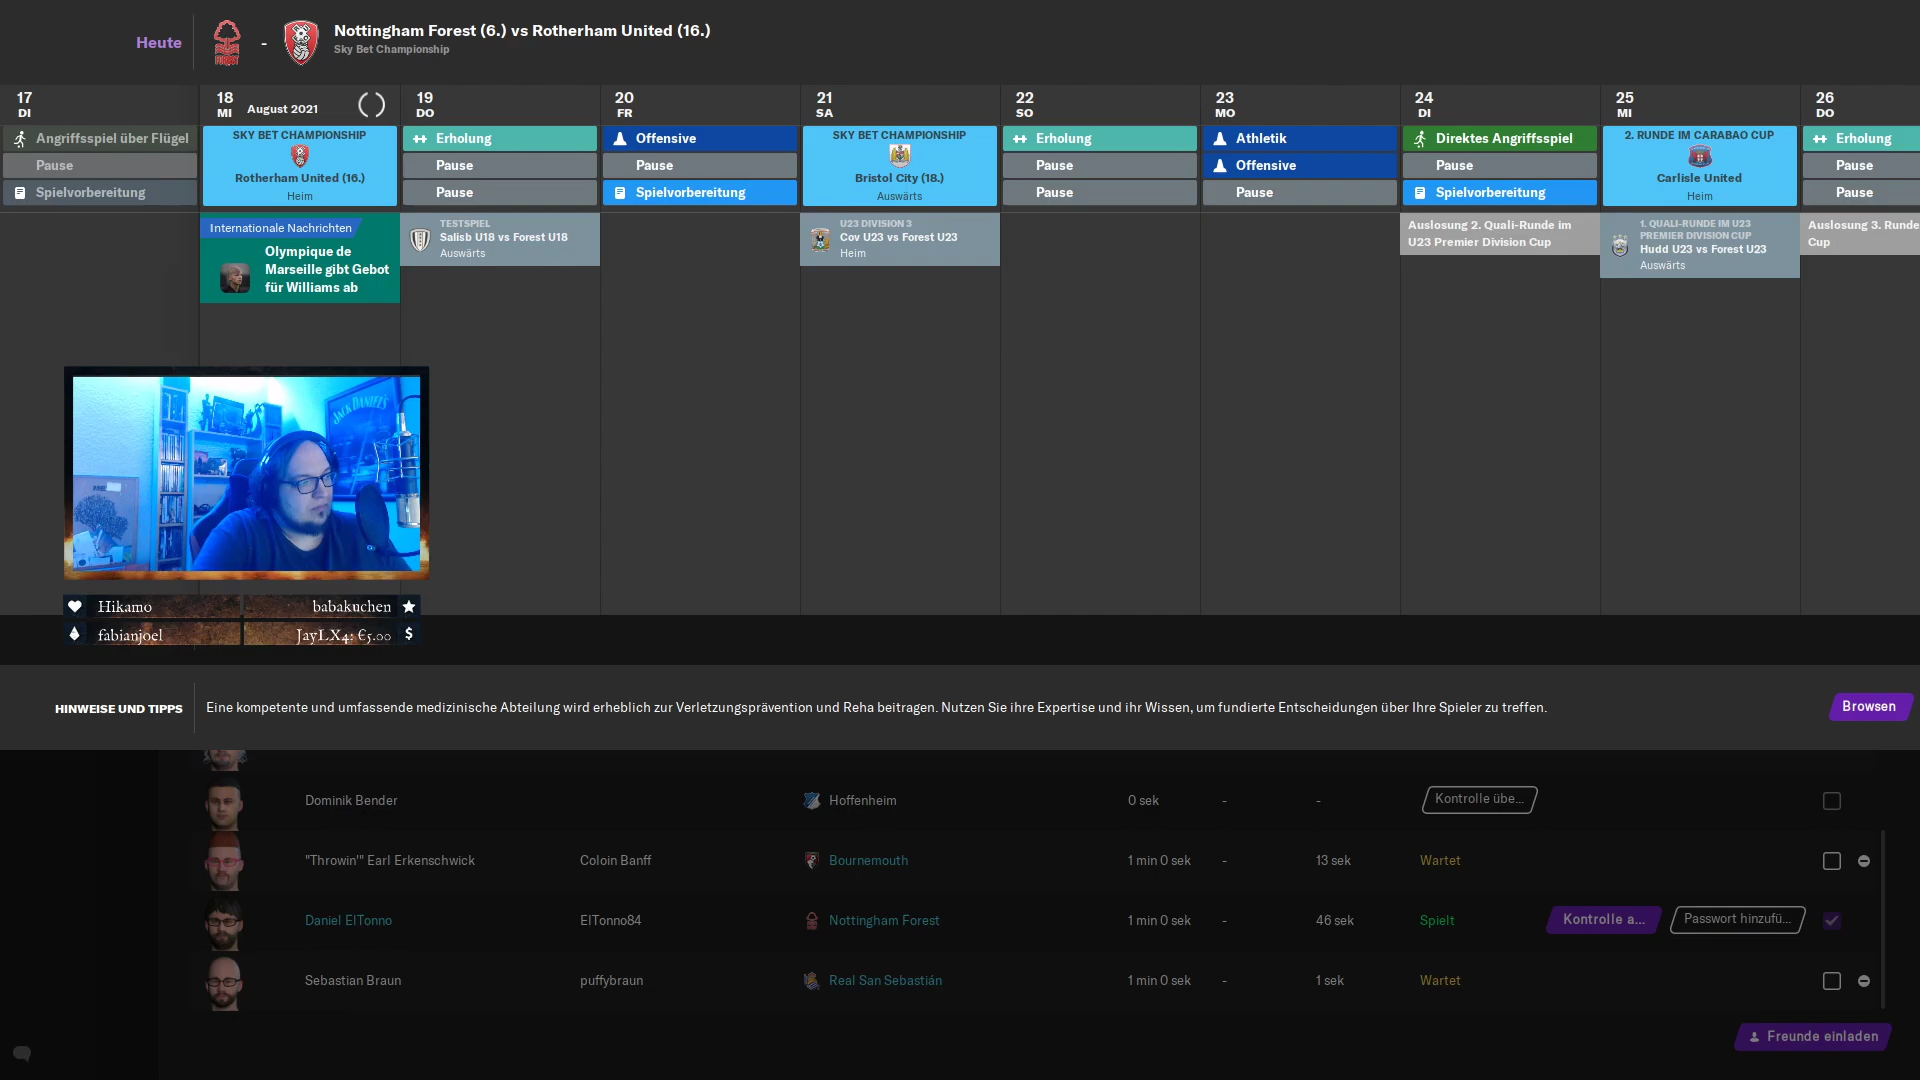 Heute
-
Nottingham Forest (6.) vs Rotherham United (16.)
Sky Bet Championship
17
DI
18
MI
August 2021
19
DO
20
FR
21
SA
22
SO
23
MO
24
DI
25
MI
26
DO
Angriffsspiel über Flügel
Pause
Spielvorbereitung
SKY BET CHAMPIONSHIP
Rotherham United (16.)
Heim
Erholung
Pause
Pause
Offensive
Pause
Spielvorbereitung
SKY BET CHAMPIONSHIP
Bristol City (18.)
Auswärts
Erholung
Pause
Pause
Athletik
Offensive
Pause
Direktes Angriffsspiel
Pause
Spielvorbereitung
2. RUNDE IM CARABAO CUP
Carlisle United
Heim
Erholung
Pause
Pause
Internationale Nachrichten
Olympique de
Marseille gibt Gebot
für Williams ab
TESTSPIEL
Salisb U18 vs Forest U18
Auswärts
U23 DIVISION 3
Cov U23 vs Forest U23
Heim
Auslosung 2. Quali-Runde im
U23 Premier Division Cup
1. QUALI-RUNDE IM U23
PREMIER DIVISION CUP
Hudd U23 vs Forest U23
Auswärts
Auslosung 3. Runde
Cup
JACK DANIEL'S
Hikamo
babakuchen
fabianjoel
JayLX4: €5.00
HINWEISE UND TIPPS
Eine kompetente und umfassende medizinische Abteilung wird erheblich zur Verletzungsprävention und Reha beitragen. Nutzen Sie ihre Expertise und ihr Wissen, um fundierte Entscheidungen über Ihre Spieler zu treffen.
Browsen
Dominik Bender
Hoffenheim
0 sek
-
-
Kontrolle übe...
"Throwin'" Earl Erkenschwick
Coloin Banff
Bournemouth
1 min 0 sek
-
13 sek
Wartet
Daniel ElTonno
ElTonno84
Nottingham Forest
1 min 0 sek
-
46 sek
Spielt
Kontrolle a...
Passwort hinzufü...
Sebastian Braun
puffybraun
Real San Sebastián
1 min 0 sek
-
1 sek
Wartet
Freunde einladen